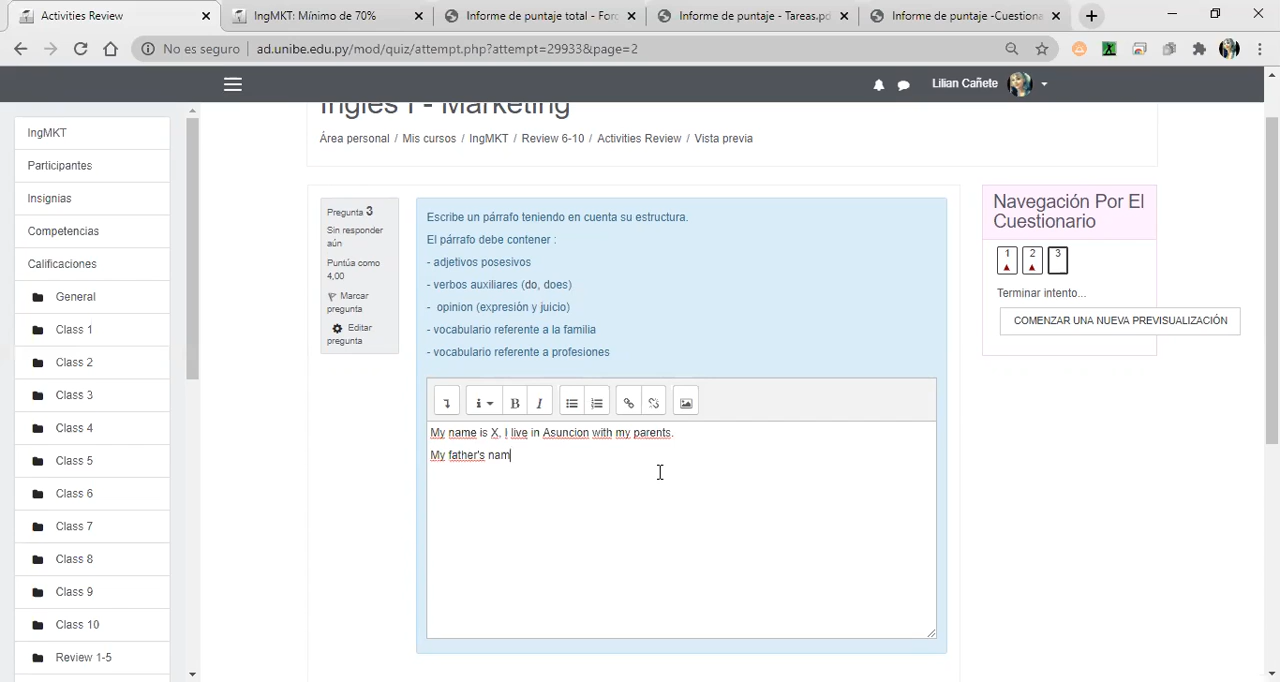 Activities Review
IngMKT: Mínimo de 70%
Informe de puntaje total - Foro
Informe de puntaje - Tareas.pd
Informe de puntaje -Cuestiona
No es seguro
ad.unibe.edu.py/mod/quiz/attempt.php?attempt=29933&page=2
Lilian Cañete
Inglés I - Marketing
Área personal / Mis cursos / IngMKT / Review 6-10 / Activities Review / Vista previa
IngMKT
Participantes
Insignias
Competencias
Calificaciones
General
Class 1
Class 2
Class 3
Class 4
Class 5
Class 6
Class 7
Class 8
Class 9
Class 10
Review 1-5
Pregunta 3
Sin responder
aún
Puntúa como
4,00
Marcar
pregunta
Editar
pregunta
Escribe un párrafo teniendo en cuenta su estructura.
El párrafo debe contener :
- adjetivos posesivos
- verbos auxiliares (do, does)
- opinion (expresión y juicio)
- vocabulario referente a la familia
- vocabulario referente a profesiones
i
B
I
My name is X, I live in Asuncion with my parents.
My father's nam
Navegación Por El
Cuestionario
1
2
3
Terminar intento...
COMENZAR UNA NUEVA PREVISUALIZACIÓN